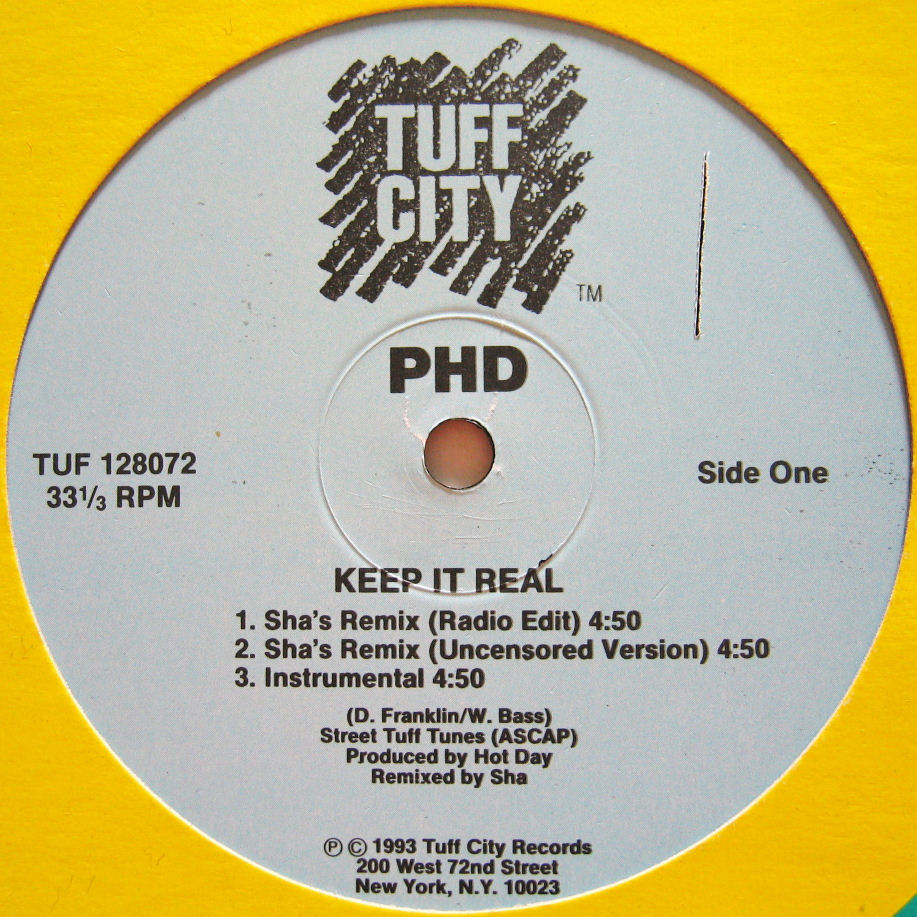 TUFF
CITY
TM
PHD
TUF 128072
33⅓ RPM
Side One
KEEP IT REAL
1. Sha's Remix (Radio Edit) 4:50
2. Sha's Remix (Uncensored Version) 4:50
3. Instrumental 4:50
(D. Franklin/W. Bass)
Street Tuff Tunes (ASCAP)
Produced by Hot Day
Remixed by Sha
℗ © 1993 Tuff City Records
200 West 72nd Street
New York, N.Y. 10023